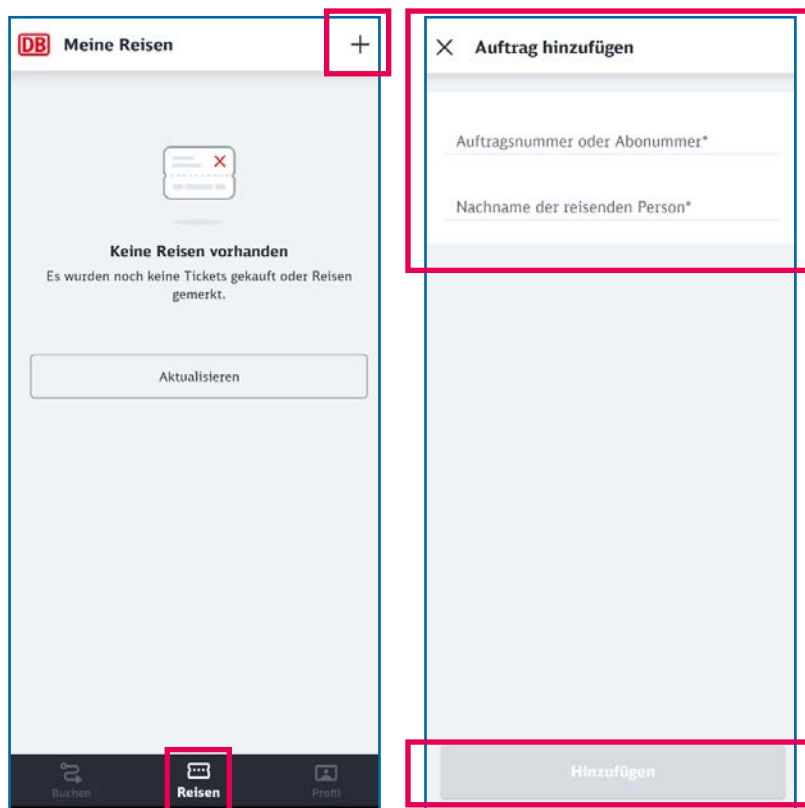 DB Meine Reisen +
Keine Reisen vorhanden
Es wurden noch keine Tickets gekauft oder Reisen
gemerkt.
Aktualisieren
Buchen Reisen Profil
Auftrag hinzufügen
Auftragsnummer oder Abonummer*
Nachname der reisenden Person*
Hinzufügen